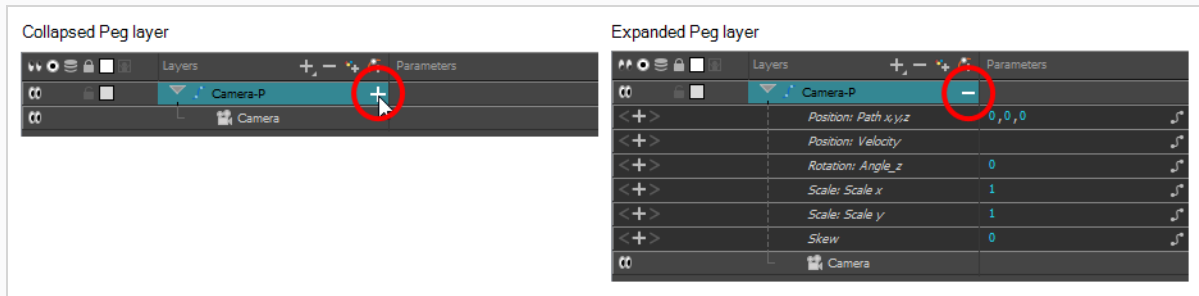 Collapsed Peg layer
Layers Parameters
Camera-P
Camera
Expanded Peg layer
Layers Parameters
Camera-P
Position: Path x,y,z 0,0,0
Position: Velocity
Rotation: Angle_z 0
Scale: Scale x 1
Scale: Scale y 1
Skew 0
Camera